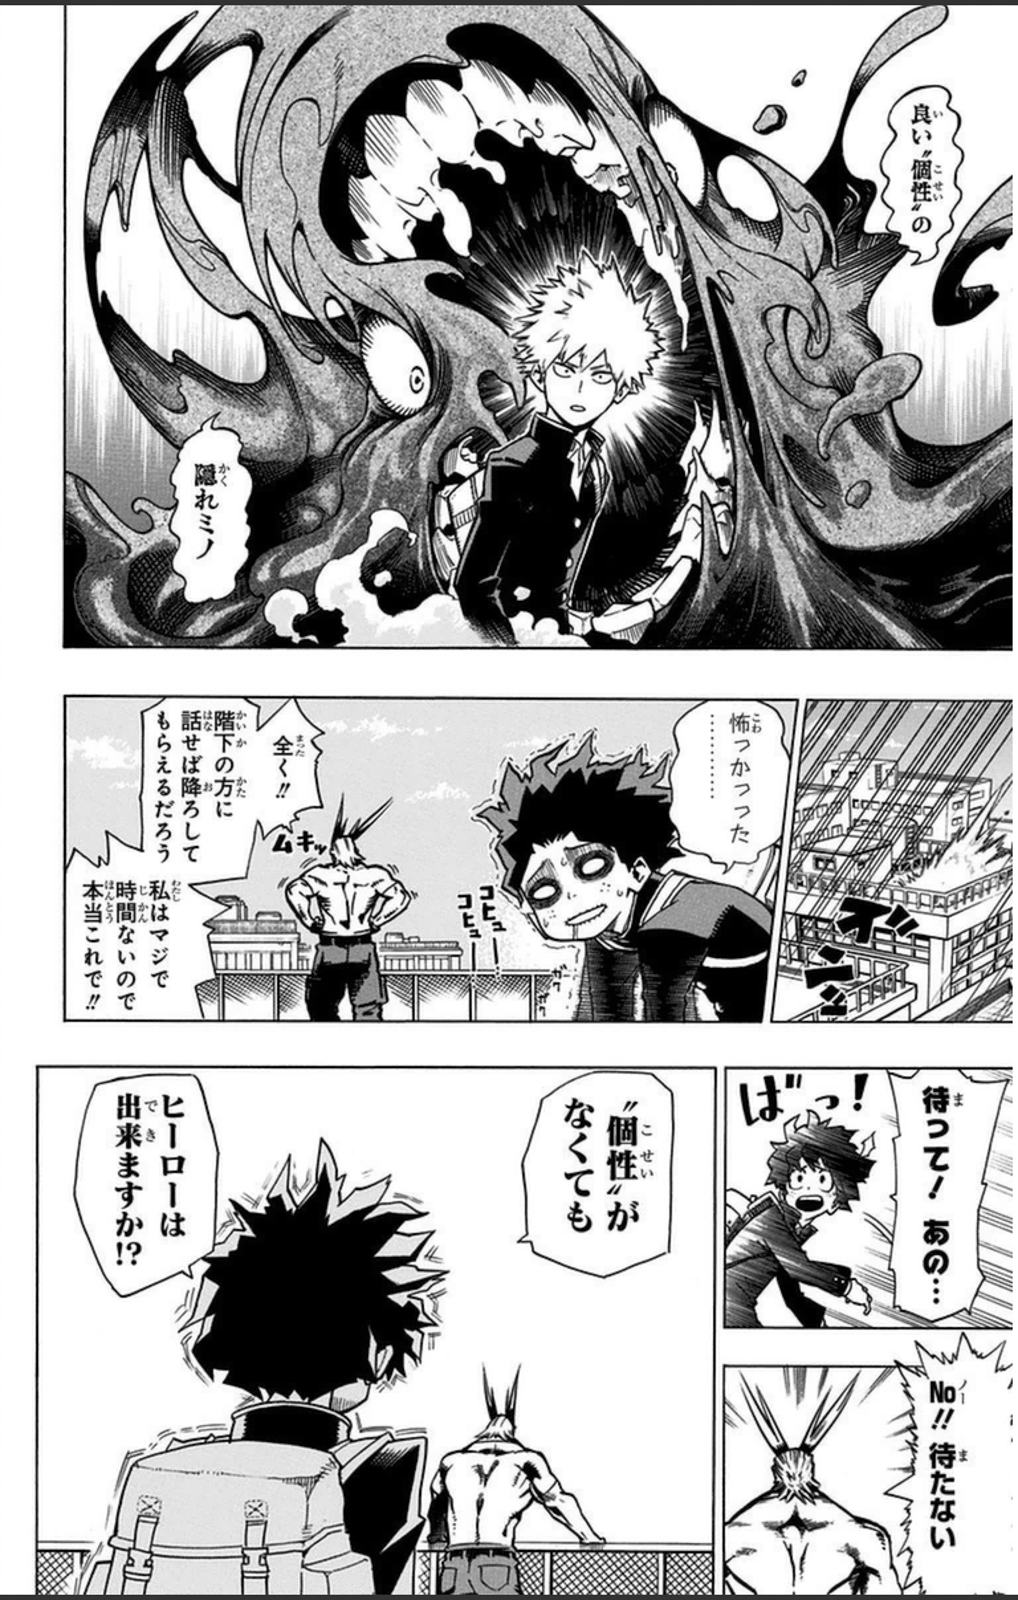 良い〝個性〟の
隠れミノ
怖っかっった
………
コヒュー
コヒュー
ガク
ガク
全く!!
階下の方に
話せば降ろして
もらえるだろう
ムキッ
私はマジで
時間ないので
本当これで!!
待って! あの…
ばっ!
No!! 待たない
〝個性〟が
なくても
ヒーローは
出来ますか!?